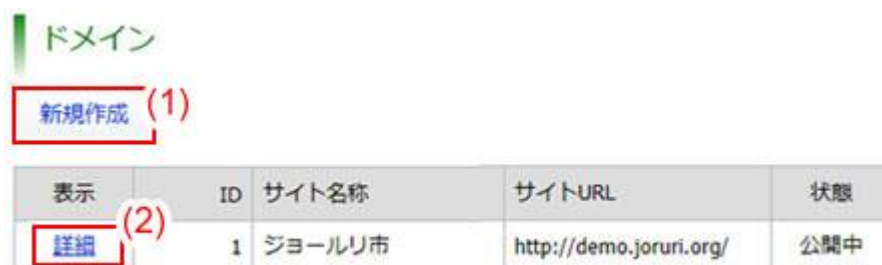 ドメイン
新規作成 (1)
表示 ID サイト名称 サイトURL 状態
詳細 (2) 1 ジョールリ市 http://demo.joruri.org/ 公開中